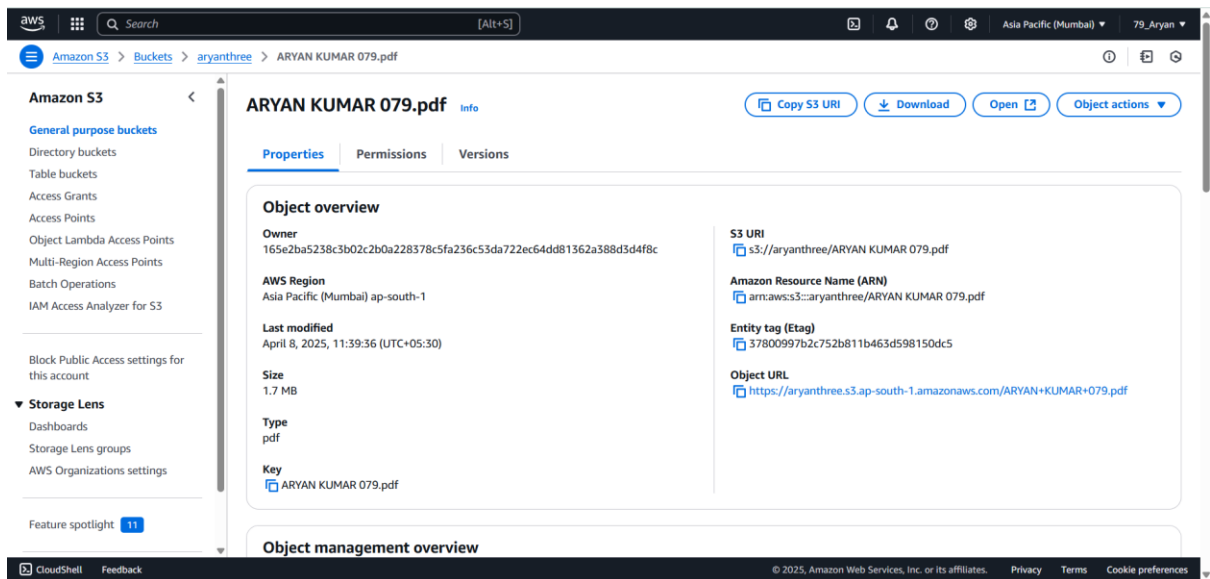 aws
Search [Alt+S] Asia Pacific (Mumbai) 79_Aryan
Amazon S3 > Buckets > aryanthree > ARYAN KUMAR 079.pdf
Amazon S3
General purpose buckets
Directory buckets
Table buckets
Access Grants
Access Points
Object Lambda Access Points
Multi-Region Access Points
Batch Operations
IAM Access Analyzer for S3
Block Public Access settings for
this account
Storage Lens
Dashboards
Storage Lens groups
AWS Organizations settings
Feature spotlight 11
ARYAN KUMAR 079.pdf Info
Copy S3 URI Download Open Object actions
Properties Permissions Versions
Object overview
Owner
165e2ba5238c3b02c2b0a228378c5fa236c53da722ec64dd81362a388d3d4f8c
AWS Region
Asia Pacific (Mumbai) ap-south-1
Last modified
April 8, 2025, 11:39:36 (UTC+05:30)
Size
1.7 MB
Type
pdf
Key
ARYAN KUMAR 079.pdf
S3 URI
s3://aryanthree/ARYAN KUMAR 079.pdf
Amazon Resource Name (ARN)
arn:aws:s3:::aryanthree/ARYAN KUMAR 079.pdf
Entity tag (Etag)
37800997b2c752b811b463d598150dc5
Object URL
https://aryanthree.s3.ap-south-1.amazonaws.com/ARYAN+KUMAR+079.pdf
Object management overview
CloudShell Feedback © 2025, Amazon Web Services, Inc. or its affiliates. Privacy Terms Cookie preferences